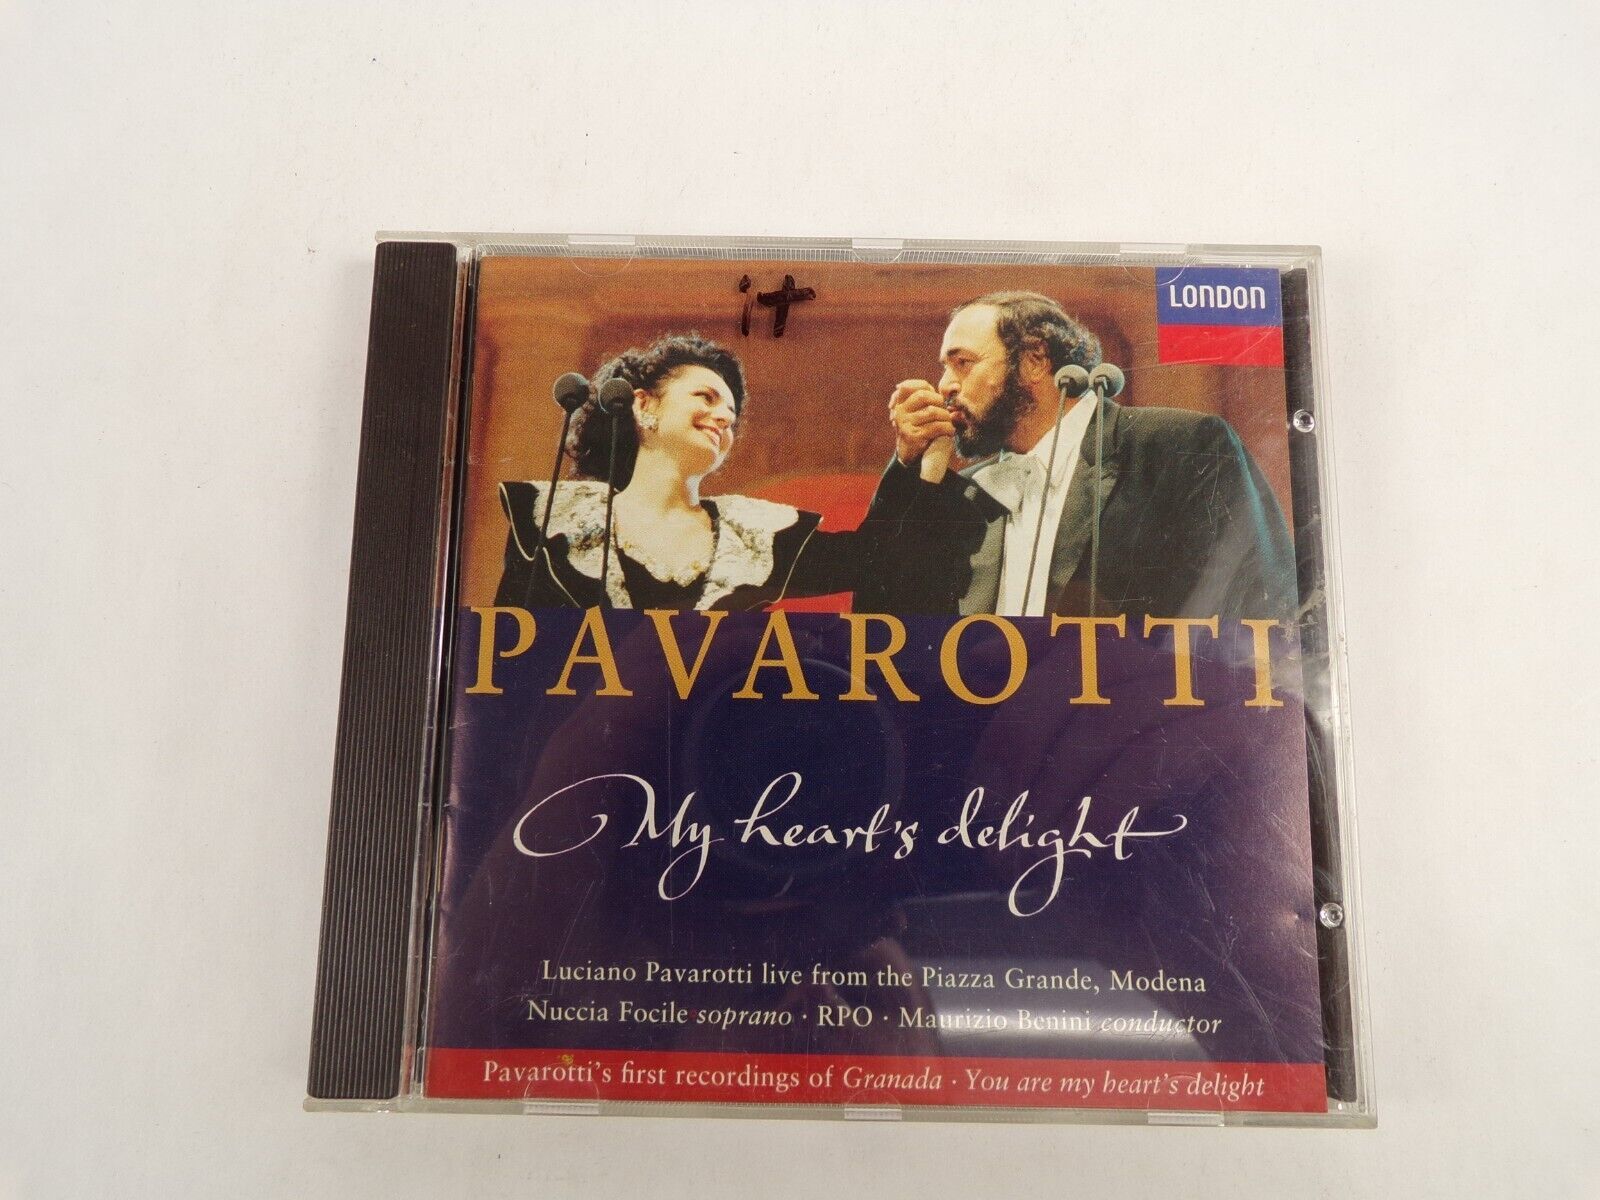 it
LONDON
PAVAROTTI
My heart's delight
Luciano Pavarotti live from the Piazza Grande, Modena
Nuccia Focile soprano · RPO · Maurizio Benini conductor
Pavarotti's first recordings of Granada · You are my heart's delight